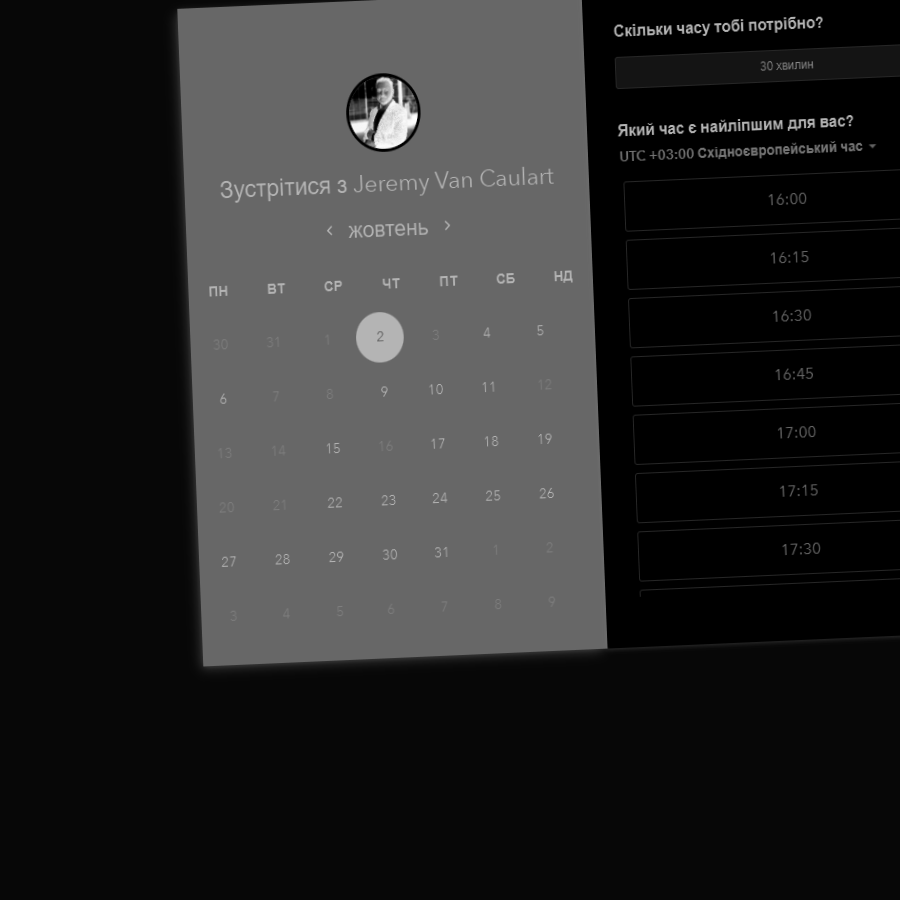 Зустрітися з Jeremy Van Caulart
‹ жовтень ›
ПН ВТ СР ЧТ ПТ СБ НД
30 31 1 2 3 4 5
6 7 8 9 10 11 12
13 14 15 16 17 18 19
20 21 22 23 24 25 26
27 28 29 30 31 1 2
3 4 5 6 7 8 9
Скільки часу тобі потрібно?
30 хвилин
Який час є найліпшим для вас?
UTC +03:00 Східноєвропейський час
16:00
16:15
16:30
16:45
17:00
17:15
17:30